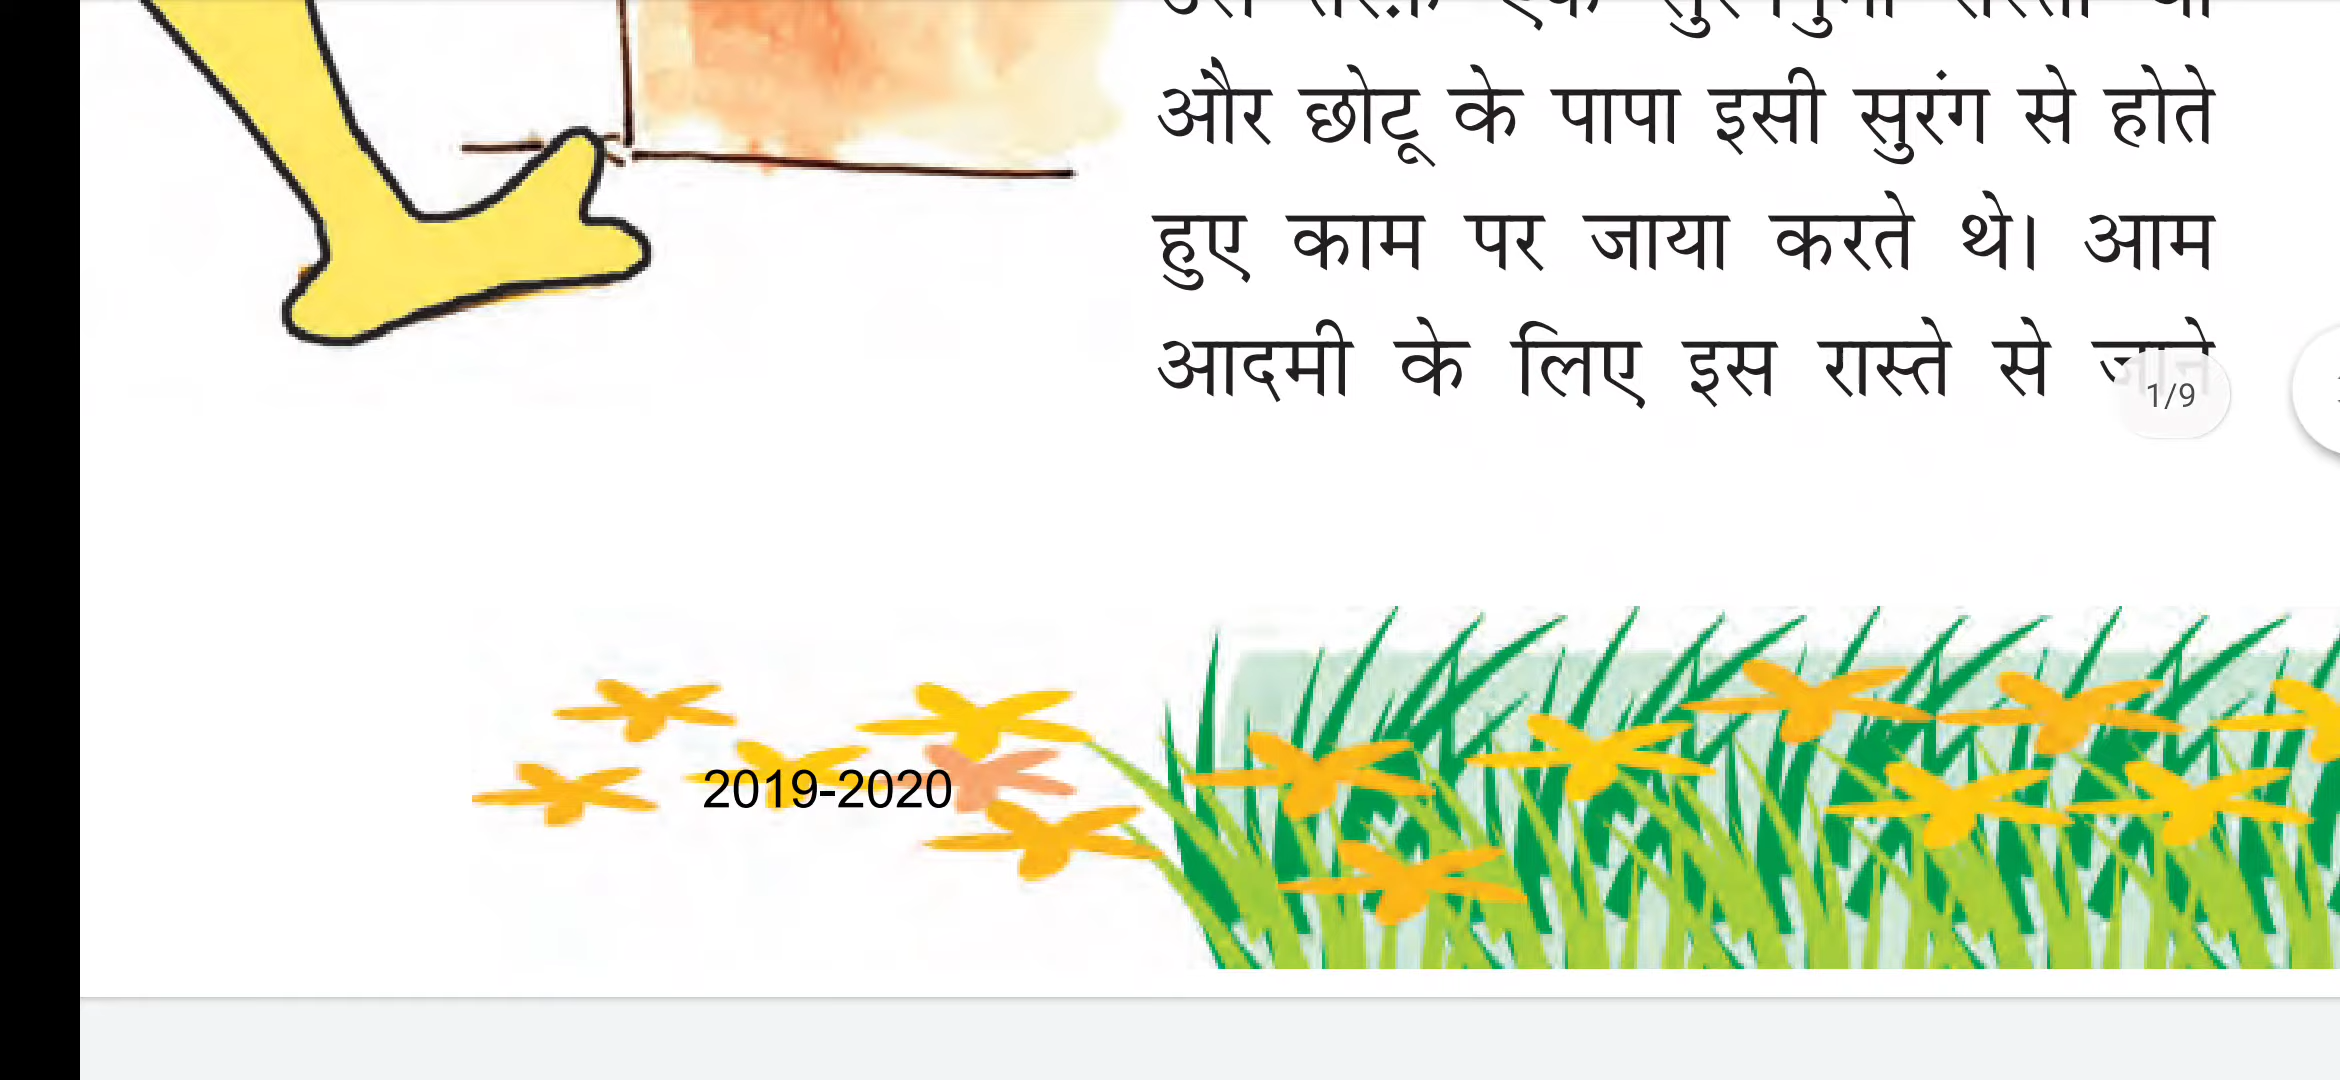 और छोटू के पापा इसी सुरंग से होते
हुए काम पर जाया करते थे। आम
आदमी के लिए इस रास्ते से जाने
1/9
2019-2020